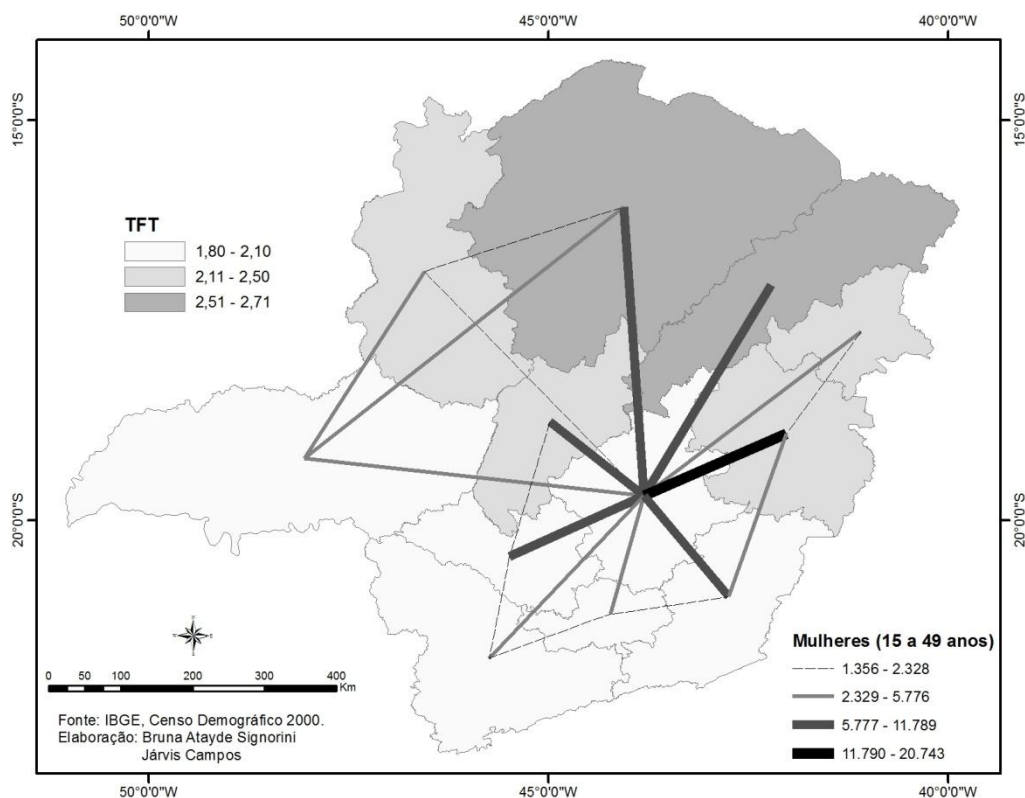 50°0'0"W 45°0'0"W 40°0'0"W
15°0'0"S 15°0'0"S
TFT
1,80 - 2,10
2,11 - 2,50
2,51 - 2,71
20°0'0"S 20°0'0"S
0 50 100 200 300 400
Km
Fonte: IBGE, Censo Demográfico 2000.
Elaboração: Bruna Atayde Signorini
Járvis Campos
Mulheres (15 a 49 anos)
1.356 - 2.328
2.329 - 5.776
5.777 - 11.789
11.790 - 20.743
50°0'0"W 45°0'0"W 40°0'0"W